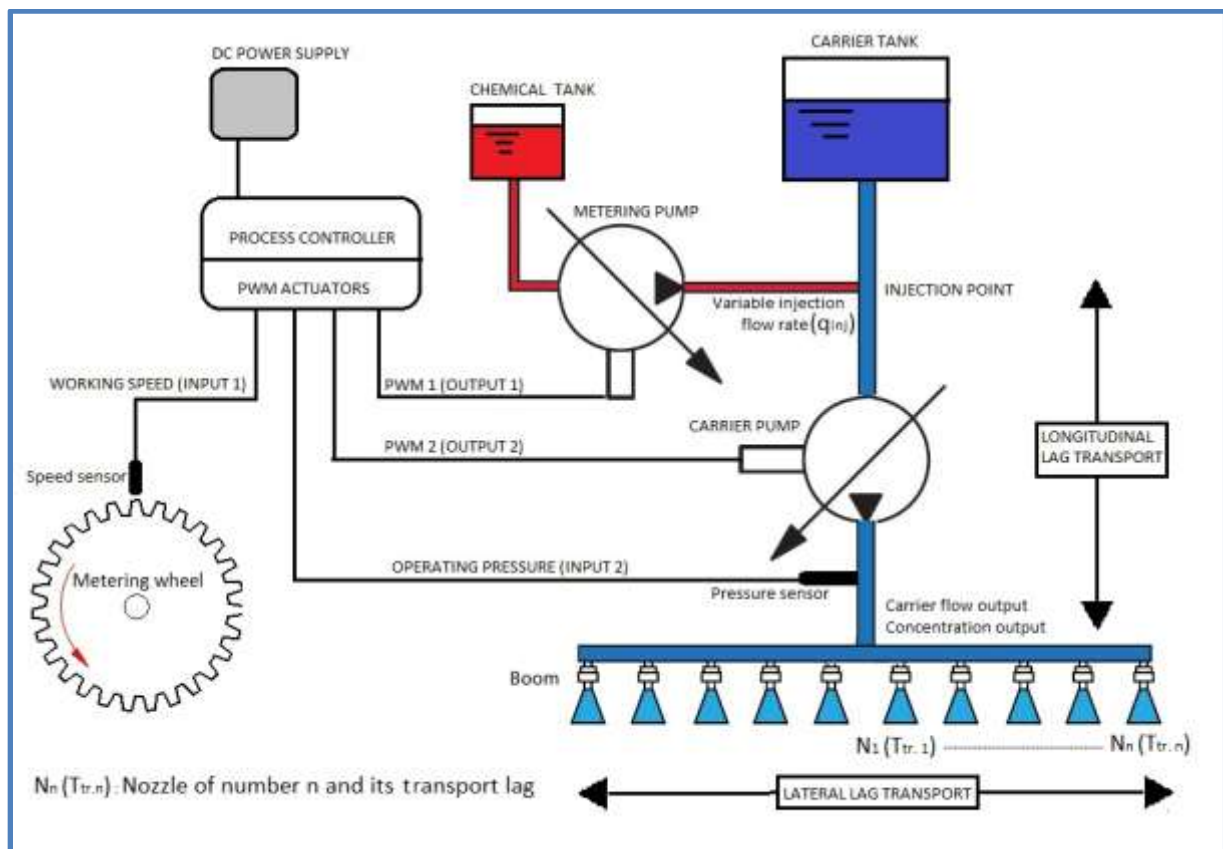 DC POWER SUPPLY
CARRIER TANK
CHEMICAL TANK
METERING PUMP
PROCESS CONTROLLER
PWM ACTUATORS
INJECTION POINT
Variable injection
flow rate (qinj)
WORKING SPEED (INPUT 1)
PWM 1 (OUTPUT 1)
CARRIER PUMP
PWM 2 (OUTPUT 2)
LONGITUDINAL
LAG TRANSPORT
Speed sensor
OPERATING PRESSURE (INPUT 2)
Metering wheel
Pressure sensor
Carrier flow output
Concentration output
Boom
N1 (Ttr. 1) Nn (Ttr. n)
Nn (Ttr.n) : Nozzle of number n and its transport lag
LATERAL LAG TRANSPORT